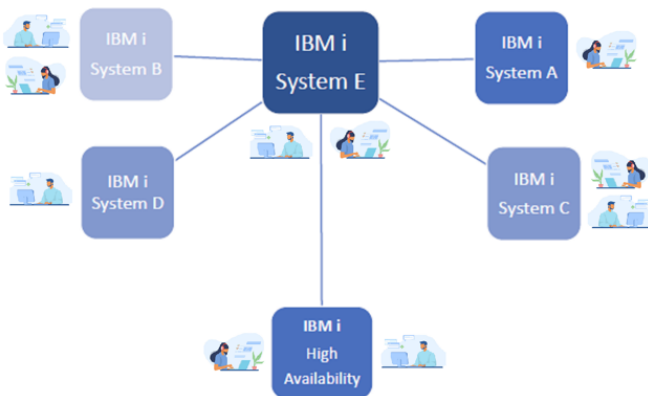 IBM i
System B
IBM i
System E
IBM i
System A
IBM i
System D
IBM i
System C
IBM i
High
Availability